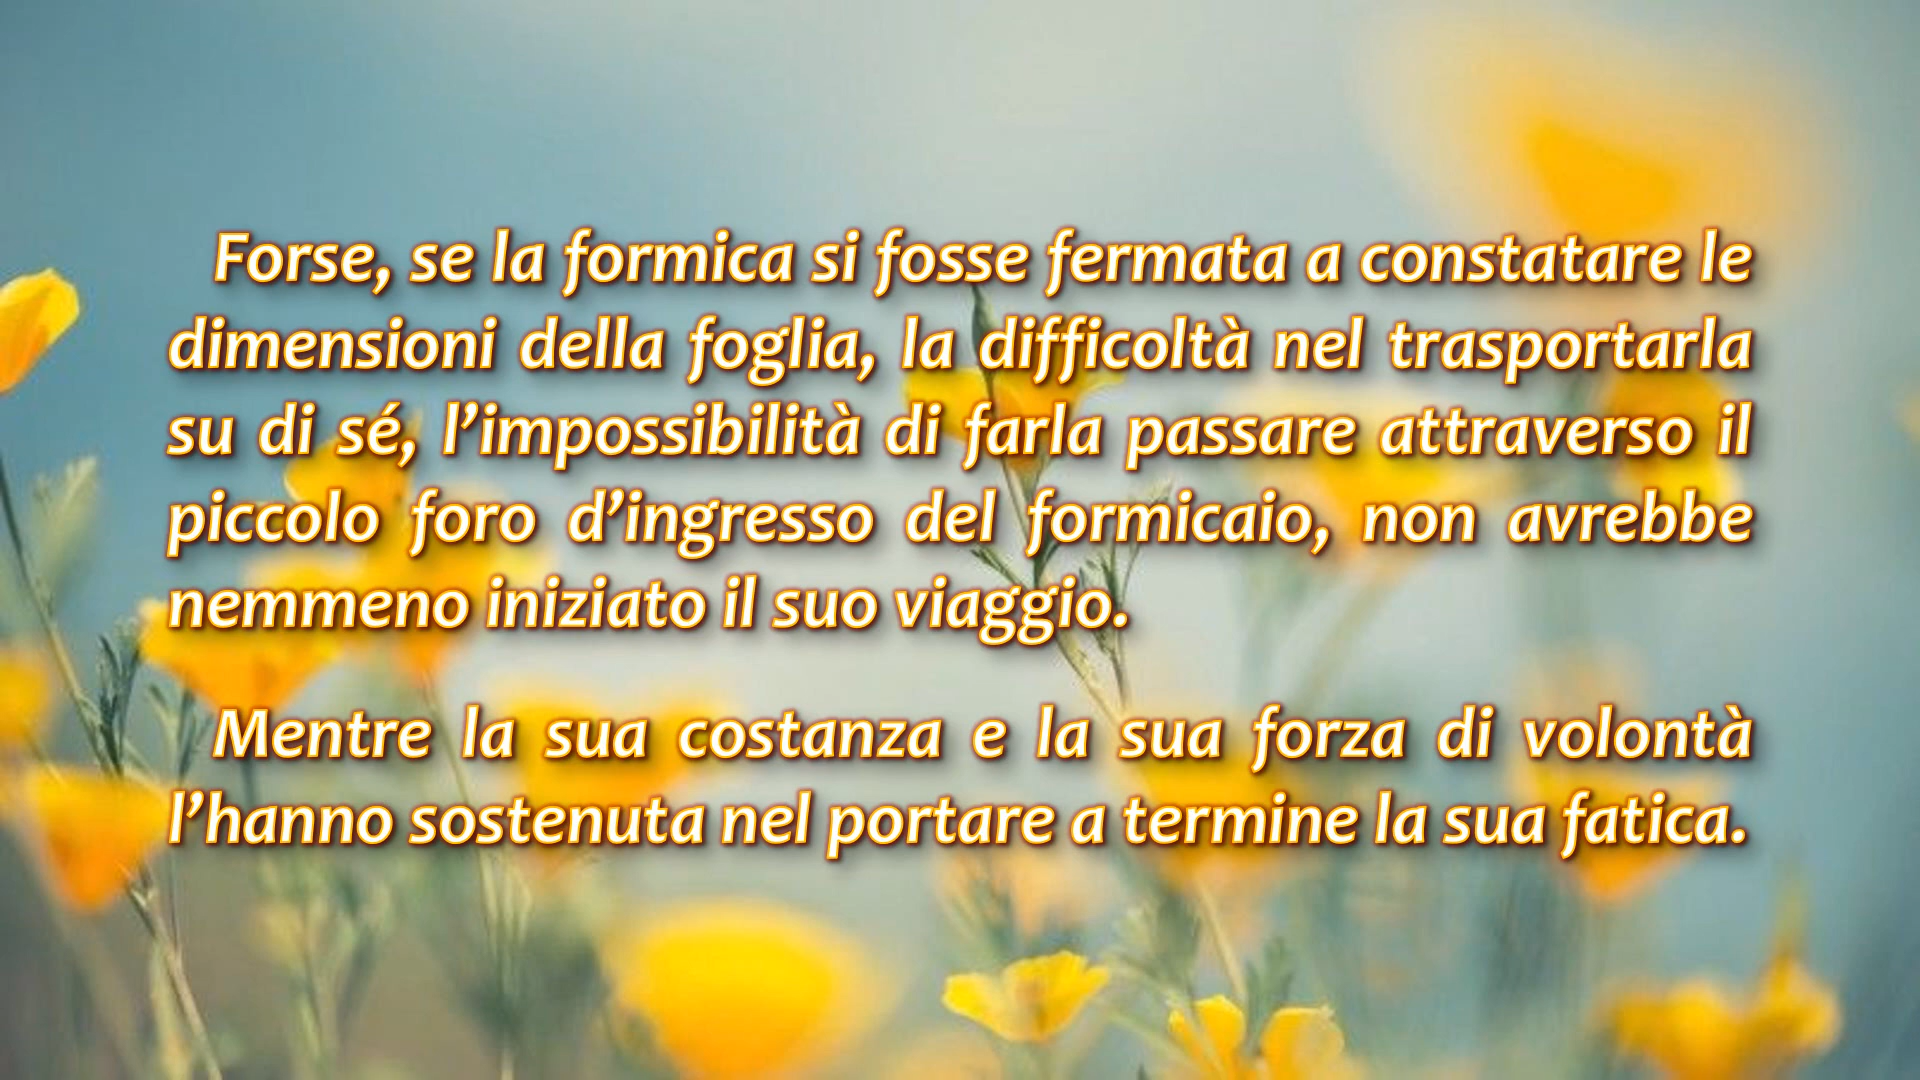 Forse, se la formica si fosse fermata a constatare le
dimensioni della foglia, la difficoltà nel trasportarla
su di sé, l’impossibilità di farla passare attraverso il
piccolo foro d’ingresso del formicaio, non avrebbe
nemmeno iniziato il suo viaggio.
Mentre la sua costanza e la sua forza di volontà
l’hanno sostenuta nel portare a termine la sua fatica.